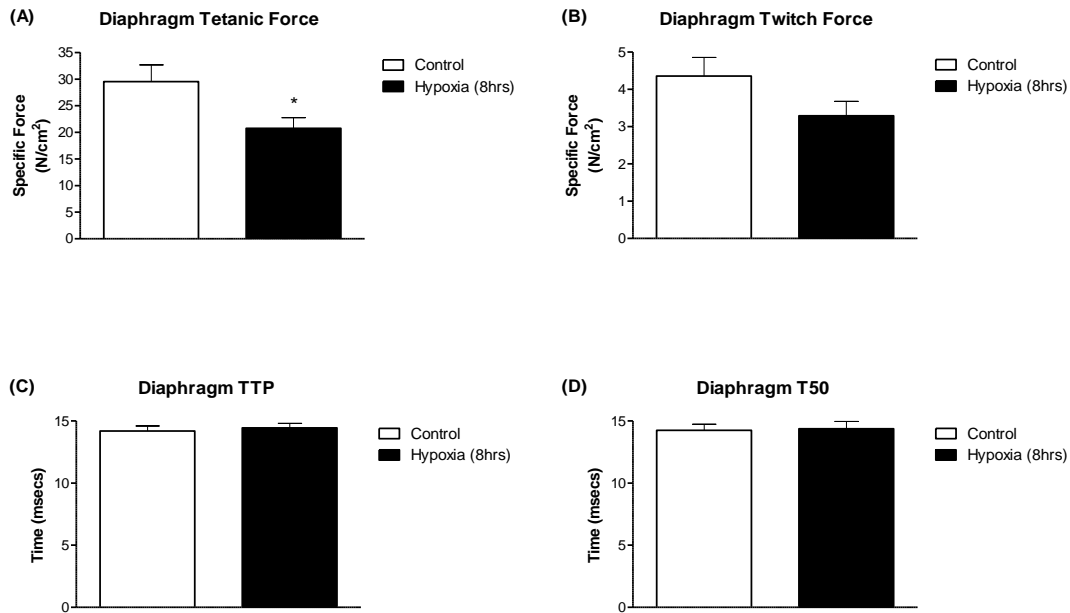 (A)
Diaphragm Tetanic Force
35
30
25
20
15
10
5
0
Specific Force
(N/cm²)
*
Control
Hypoxia (8hrs)
(B)
Diaphragm Twitch Force
5
4
3
2
1
0
Specific Force
(N/cm²)
Control
Hypoxia (8hrs)
(C)
Diaphragm TTP
15
10
5
0
Time (msecs)
Control
Hypoxia (8hrs)
(D)
Diaphragm T50
15
10
5
0
Time (msecs)
Control
Hypoxia (8hrs)